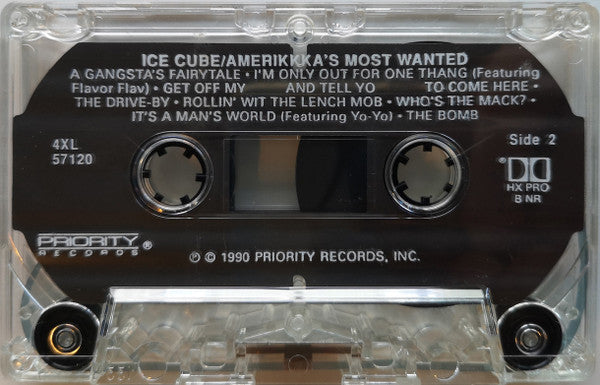 ICE CUBE/AMERIKKKA'S MOST WANTED
A GANGSTA'S FAIRYTALE • I'M ONLY OUT FOR ONE THANG (Featuring
Flavor Flav) • GET OFF MY AND TELL YO TO COME HERE •
THE DRIVE-BY • ROLLIN' WIT THE LENCH MOB • WHO'S THE MACK? •
IT'S A MAN'S WORLD (Featuring Yo-Yo) • THE BOMB
4XL
57120
Side 2
HX PRO
B NR
PRIORITY
RECORDS®
℗ © 1990 PRIORITY RECORDS, INC.